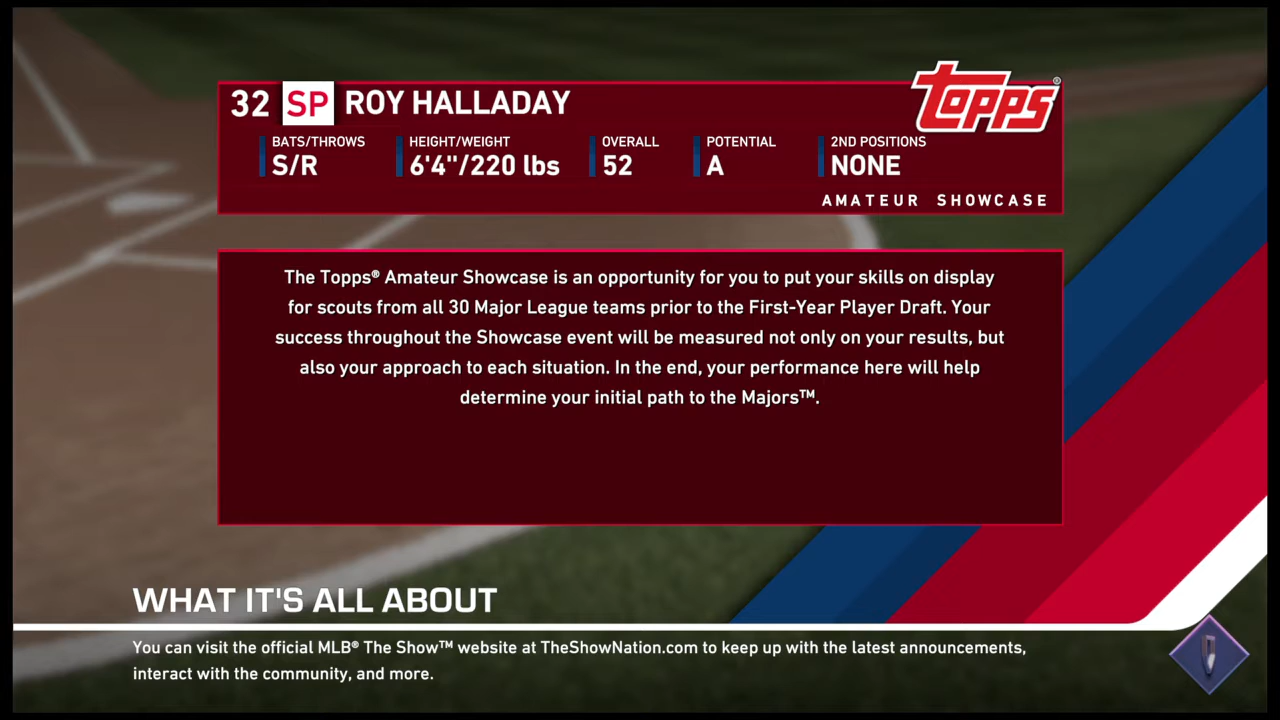 32 SP ROY HALLADAY
TOPPS®
BATS/THROWS HEIGHT/WEIGHT OVERALL POTENTIAL 2ND POSITIONS
S/R 6'4"/220 lbs 52 A NONE
AMATEUR SHOWCASE
The Topps® Amateur Showcase is an opportunity for you to put your skills on display
for scouts from all 30 Major League teams prior to the First-Year Player Draft. Your
success throughout the Showcase event will be measured not only on your results, but
also your approach to each situation. In the end, your performance here will help
determine your initial path to the Majors™.
WHAT IT'S ALL ABOUT
You can visit the official MLB® The Show™ website at TheShowNation.com to keep up with the latest announcements,
interact with the community, and more.